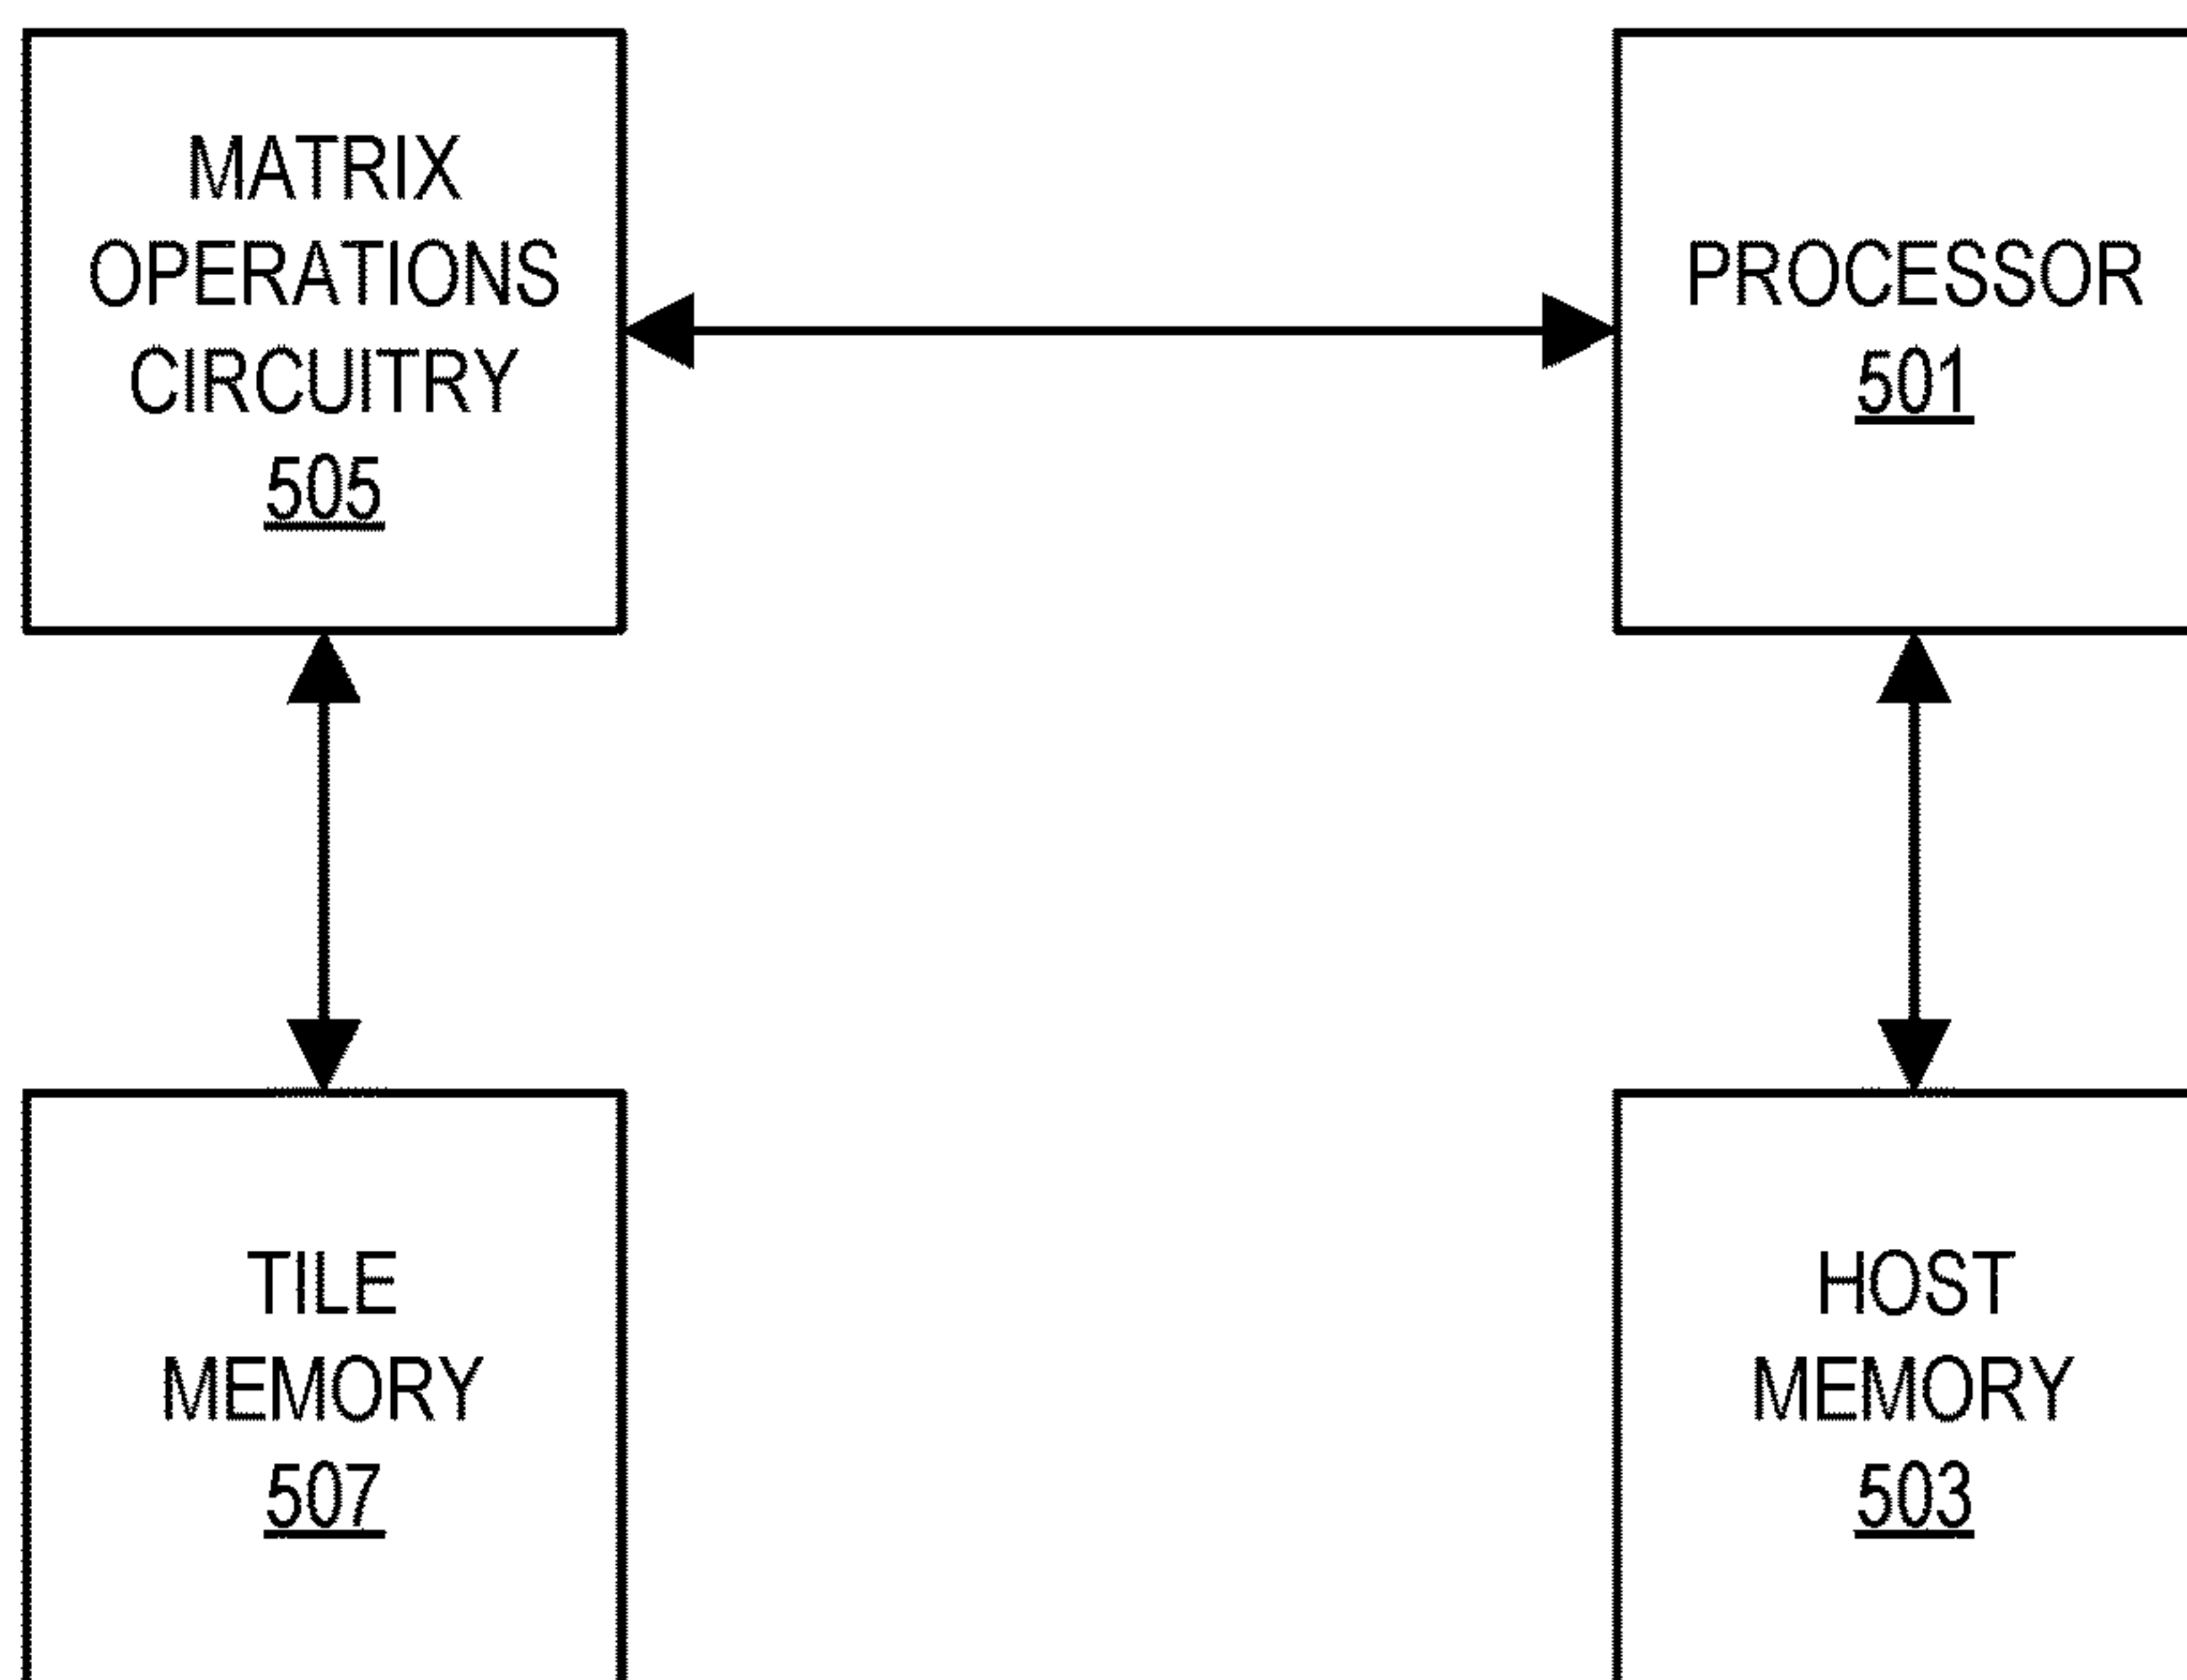 MATRIX
OPERATIONS
CIRCUITRY
505
PROCESSOR
501
TILE
MEMORY
507
HOST
MEMORY
503